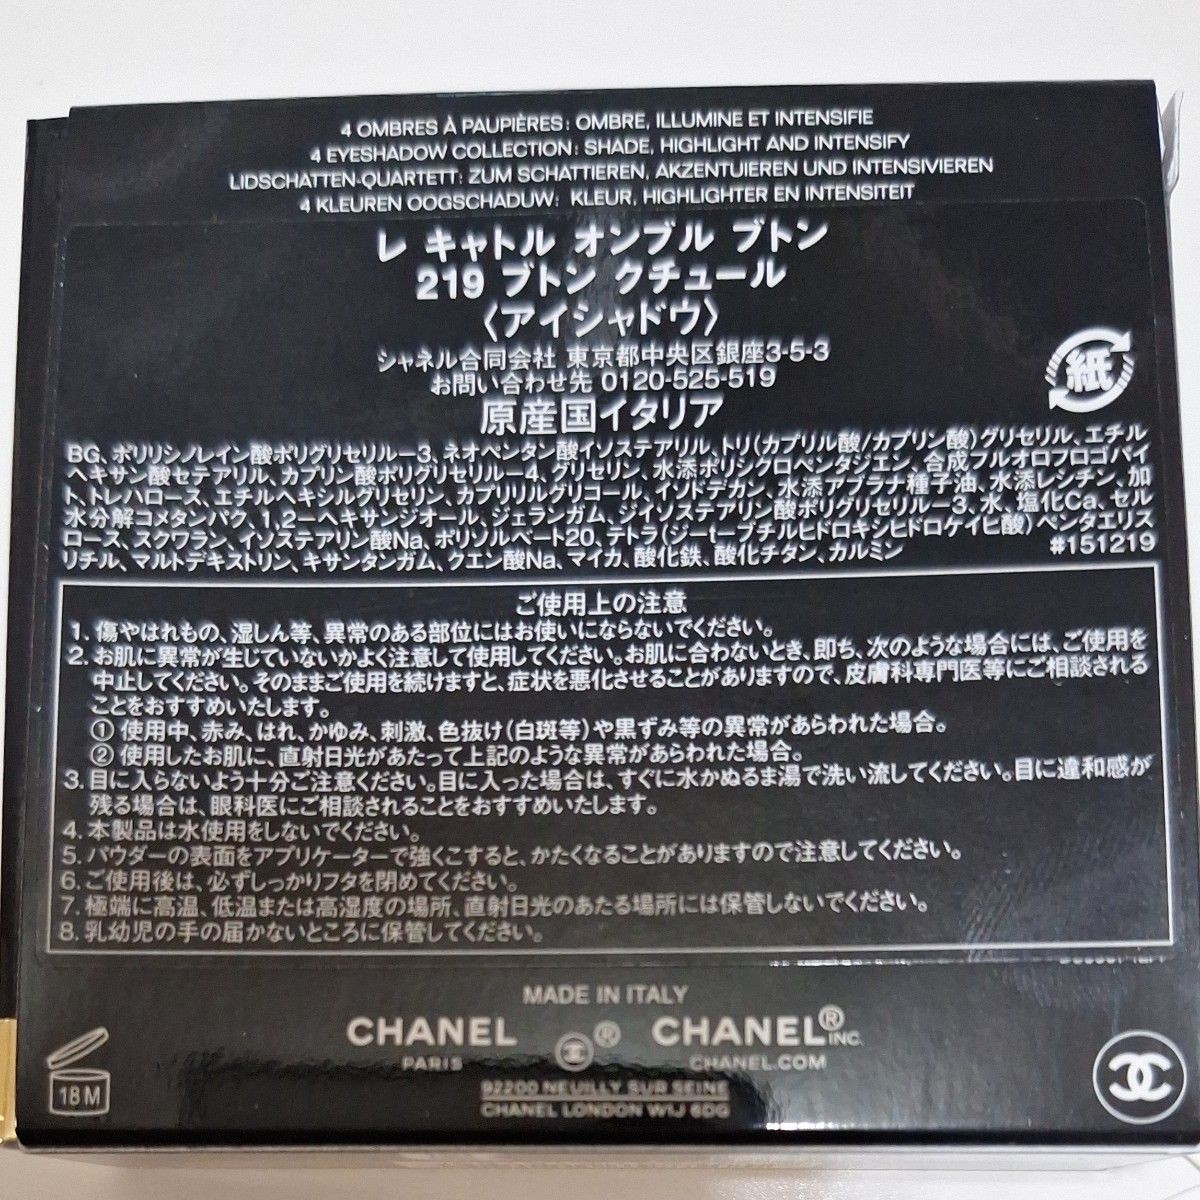 4 OMBRES À PAUPIÈRES: OMBRE, ILLUMINE ET INTENSIFIE
4 EYESHADOW COLLECTION: SHADE, HIGHLIGHT AND INTENSIFY
LIDSCHATTEN-QUARTETT: ZUM SCHATTIEREN, AKZENTUIEREN UND INTENSIVIEREN
4 KLEUREN OOGSCHADUW: KLEUR, HIGHLIGHTER EN INTENSITEIT
レ キャトル オンブル ブトン
219 ブトン クチュール
〈アイシャドウ〉
シャネル合同会社 東京都中央区銀座3-5-3
お問い合わせ先 0120-525-519
原産国イタリア
紙
BG、ポリリシノレイン酸ポリグリセリル-3、ネオペンタン酸イソステアリル、トリ(カプリル酸/カプリン酸)グリセリル、エチル
ヘキサン酸セテアリル、カプリン酸ポリグリセリル-4、グリセリン、水添ポリシクロペンタジエン、合成フルオロフロゴパイ
ト、トレハロース、エチルヘキシルグリセリン、カプリリルグリコール、イソドデカン、水添アブラナ種子油、水添レシチン、加
水分解コメタンパク、1,2-ヘキサンジオール、ジェランガム、ジイソステアリン酸ポリグリセリル-3、水、塩化Ca、セル
ロース、スクワラン、イソステアリン酸Na、ポリソルベート20、テトラ(ジ-t-ブチルヒドロキシヒドロケイヒ酸)ペンタエリス
リチル、マルトデキストリン、キサンタンガム、クエン酸Na、マイカ、酸化鉄、酸化チタン、カルミン #151219
ご使用上の注意
1. 傷やはれもの、湿しん等、異常のある部位にはお使いにならないでください。
2. お肌に異常が生じていないかよく注意して使用してください。お肌に合わないとき、即ち、次のような場合には、ご使用を
中止してください。そのままご使用を続けますと、症状を悪化させることがありますので、皮膚科専門医等にご相談される
ことをおすすめいたします。
① 使用中、赤み、はれ、かゆみ、刺激、色抜け(白斑等)や黒ずみ等の異常があらわれた場合。
② 使用したお肌に、直射日光があたって上記のような異常があらわれた場合。
3. 目に入らないよう十分ご注意ください。目に入った場合は、すぐに水かぬるま湯で洗い流してください。目に違和感が
残る場合は、眼科医にご相談されることをおすすめいたします。
4. 本製品は水使用をしないでください。
5. パウダーの表面をアプリケーターで強くこすると、かたくなることがありますので注意してください。
6. ご使用後は、必ずしっかりフタを閉めてください。
7. 極端に高温、低温または高湿度の場所、直射日光のあたる場所には保管しないでください。
8. 乳幼児の手の届かないところに保管してください。
MADE IN ITALY
CHANEL ® CHANEL® INC.
PARIS CHANEL.COM
92200 NEUILLY SUR SEINE
CHANEL LONDON W1J 6DG
18 M